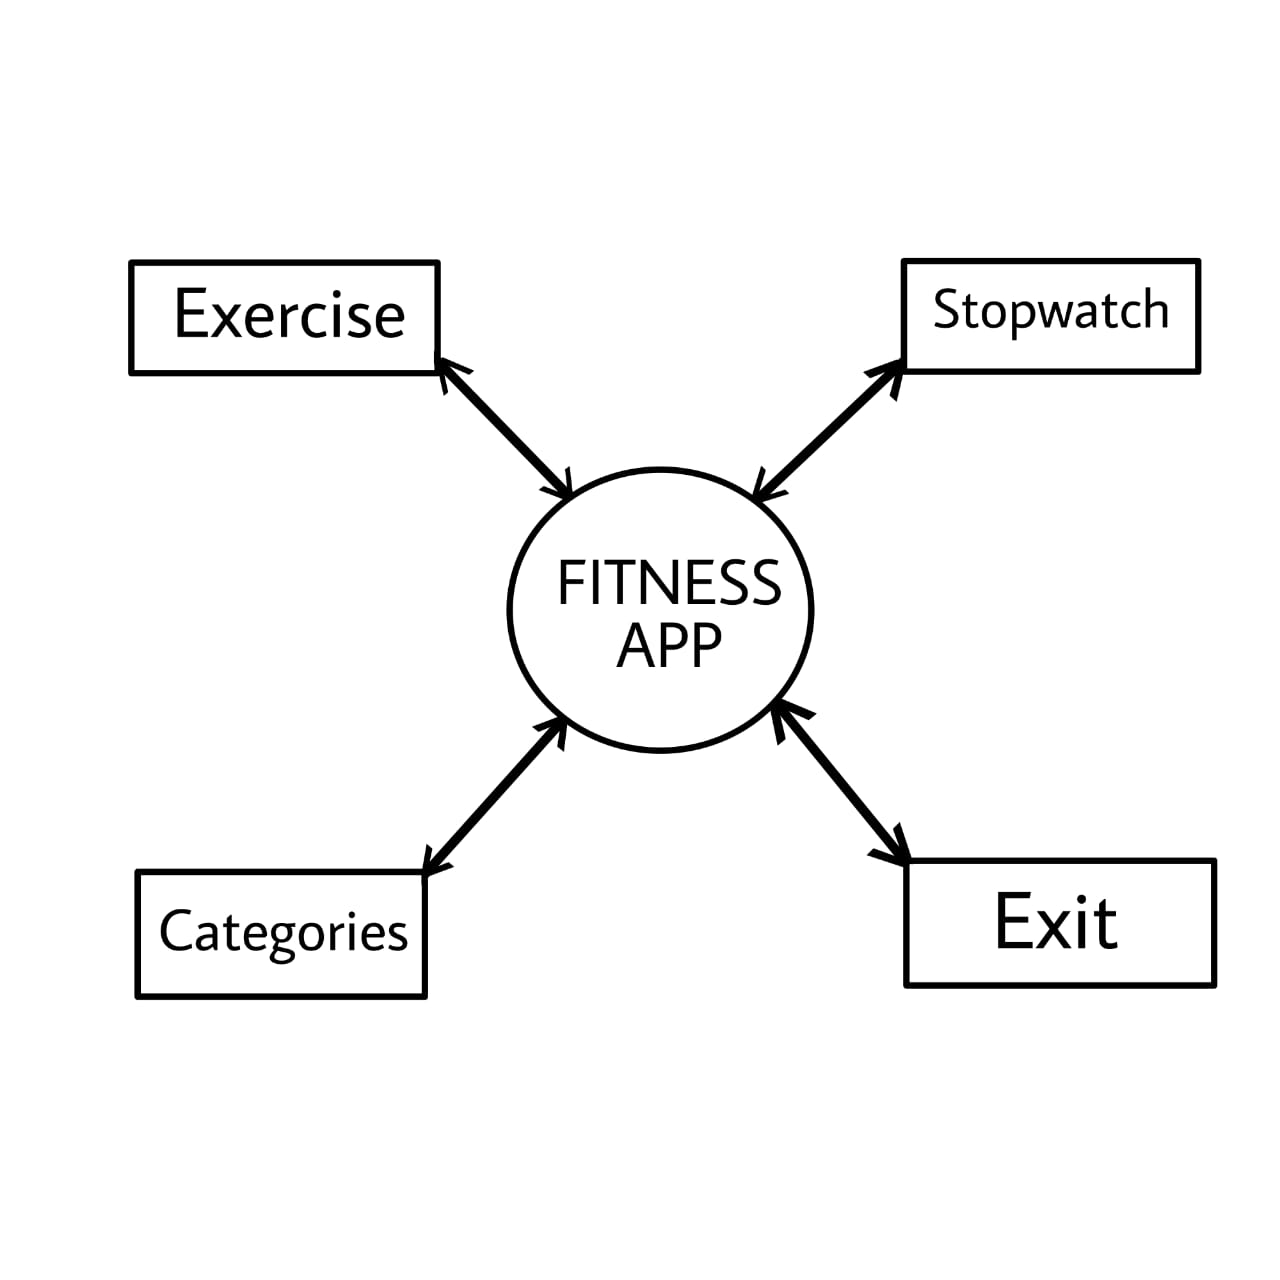 Exercise
Stopwatch
FITNESS
APP
Categories
Exit